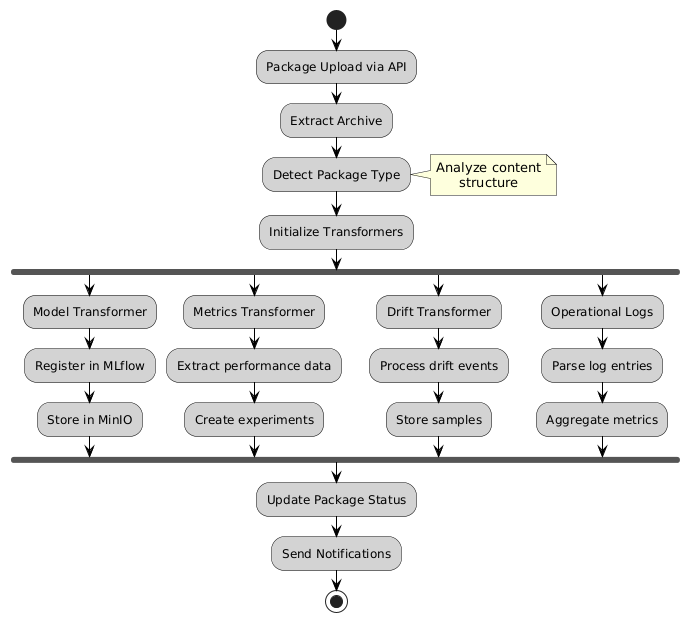 Package Upload via API
Extract Archive
Detect Package Type
Analyze content
structure
Initialize Transformers
Model Transformer
Metrics Transformer
Drift Transformer
Operational Logs
Register in MLflow
Extract performance data
Process drift events
Parse log entries
Store in MinIO
Create experiments
Store samples
Aggregate metrics
Update Package Status
Send Notifications